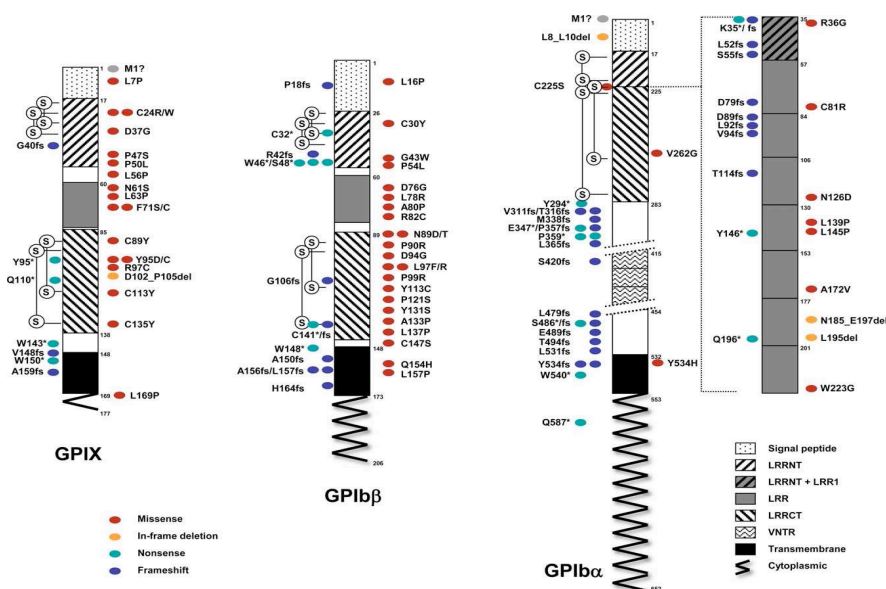 M1?
L7P
C24R/W
D37G
G40fs
P47S
P50L
L56P
N61S
L63P
F71S/C
C89Y
Y95*
Y95D/C
R97C
D102_P105del
Q110*
C113Y
C135Y
W143*
V148fs
W150*
A159fs
L169P
1
17
60
85
138
148
169
177
S
S
S
S
S
S
GPIX
P18fs
L16P
C30Y
C32*
R42fs
W46*/S48*
G43W
P54L
D76G
L78R
A80P
R82C
N89D/T
P90R
D94G
L97F/R
P99R
G106fs
Y113C
P121S
Y131S
A133P
L137P
C141*/fs
C147S
W148*
A150fs
Q154H
A156fs/L157fs
L157P
H164fs
1
26
60
89
148
173
206
S
S
S
S
S
S
S
GPIbβ
M1?
L8_L10del
C225S
V262G
Y294*
V311fs/T316fs
M338fs
E347*/P357fs
P359*
L365fs
S420fs
L479fs
S486*/fs
E489fs
T494fs
L531fs
Y534fs
Y534H
W540*
Q587*
1
17
225
283
415
454
532
553
S
S
S
S
S
GPIbα
K35*/ fs
R36G
L52fs
S55fs
D79fs
C81R
D89fs
L92fs
V94fs
T114fs
N126D
L139P
Y146*
L145P
A172V
N185_E197del
Q196*
L195del
W223G
35
57
84
106
130
153
177
201
Missense
In-frame deletion
Nonsense
Frameshift
Signal peptide
LRRNT
LRRNT + LRR1
LRR
LRRCT
VNTR
Transmembrane
Cytoplasmic